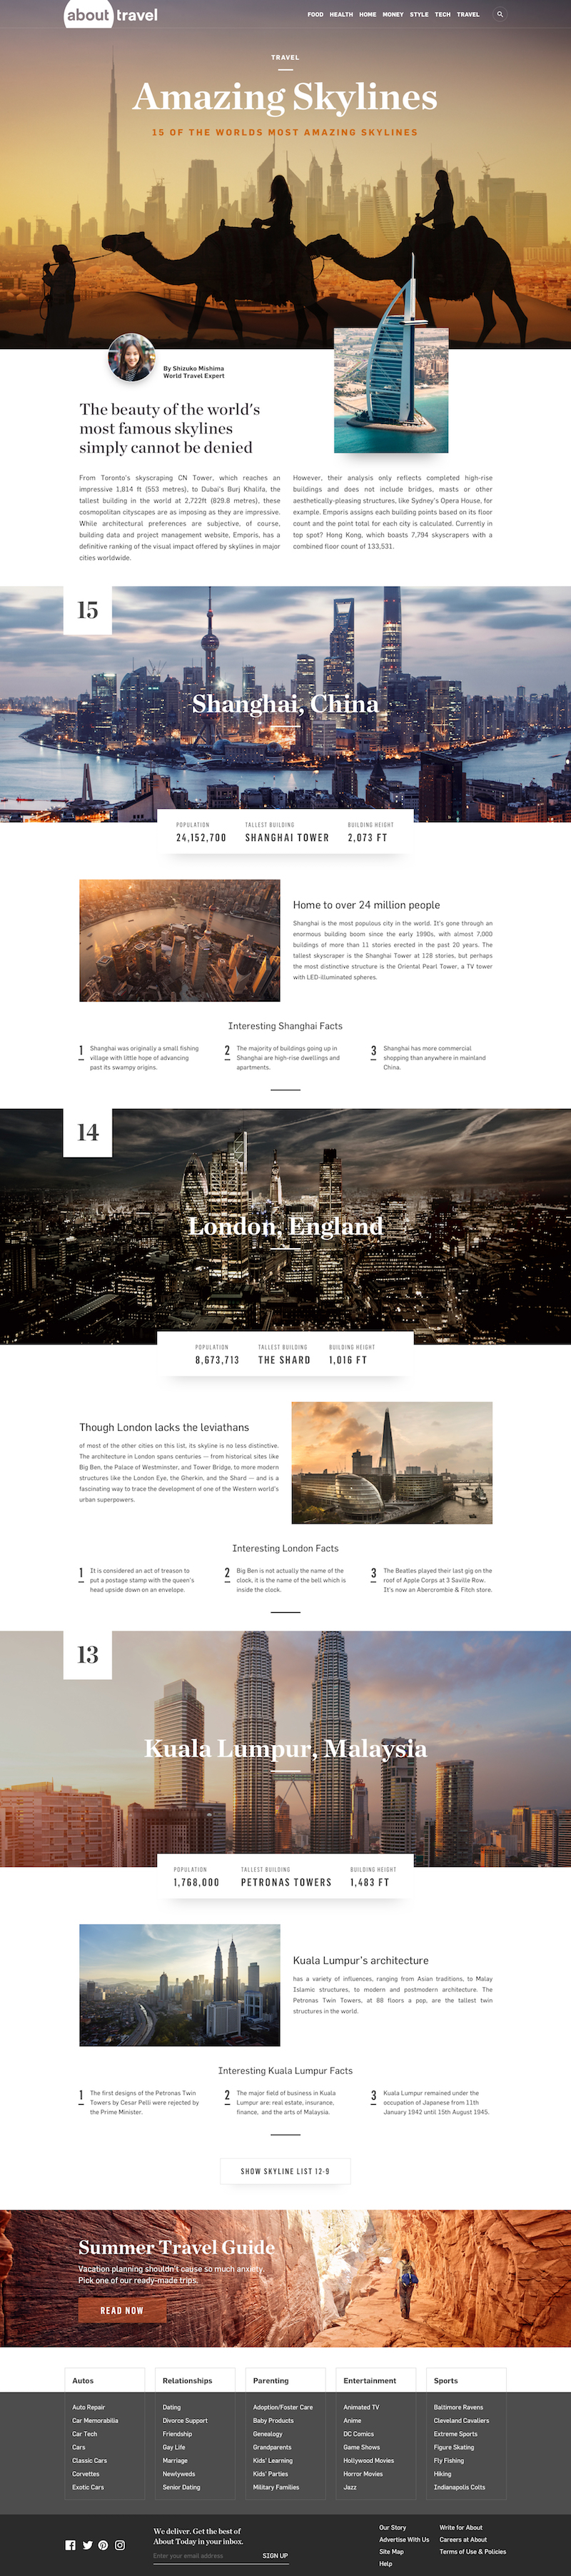 about travel
FOOD HEALTH HOME MONEY STYLE TECH TRAVEL
TRAVEL
Amazing Skylines
15 OF THE WORLDS MOST AMAZING SKYLINES
By Shizuko Mishima
World Travel Expert
The beauty of the world's
most famous skylines
simply cannot be denied
From Toronto's skyscraping CN Tower, which reaches an
impressive 1,814 ft (553 metres), to Dubai's Burj Khalifa, the
tallest building in the world at 2,722ft (829.8 metres), these
cosmopolitan cityscapes are as imposing as they are impressive.
While architectural preferences are subjective, of course,
building data and project management website, Emporis, has a
definitive ranking of the visual impact offered by skylines in major
cities worldwide.
However, their analysis only reflects completed high-rise
buildings and does not include bridges, masts or other
aesthetically-pleasing structures, like Sydney's Opera House, for
example. Emporis assigns each building points based on its floor
count and the point total for each city is calculated. Currently in
top spot? Hong Kong, which boasts 7,794 skyscrapers with a
combined floor count of 133,531.
15
Shanghai, China
POPULATION
24,152,700
TALLEST BUILDING
SHANGHAI TOWER
BUILDING HEIGHT
2,073 FT
Home to over 24 million people
Shanghai is the most populous city in the world. It's gone through an
enormous building boom since the early 1990s, with almost 7,000
buildings of more than 11 stories erected in the past 20 years. The
tallest skyscraper is the Shanghai Tower at 128 stories, but perhaps
the most distinctive structure is the Oriental Pearl Tower, a TV tower
with LED-illuminated spheres.
Interesting Shanghai Facts
1
Shanghai was originally a small fishing
village with little hope of advancing
past its swampy origins.
2
The majority of buildings going up in
Shanghai are high-rise dwellings and
apartments.
3
Shanghai has more commercial
shopping than anywhere in mainland
China.
14
London, England
POPULATION
8,673,713
TALLEST BUILDING
THE SHARD
BUILDING HEIGHT
1,016 FT
Though London lacks the leviathans
of most of the other cities on this list, its skyline is no less distinctive.
The architecture in London spans centuries — from historical sites like
Big Ben, the Palace of Westminster, and Tower Bridge, to more modern
structures like the London Eye, the Gherkin, and the Shard — and is a
fascinating way to trace the development of one of the Western world's
urban superpowers.
Interesting London Facts
1
It is considered an act of treason to
put a postage stamp with the queen's
head upside down on an envelope.
2
Big Ben is not actually the name of the
clock, it is the name of the bell which is
inside the clock.
3
The Beatles played their last gig on the
roof of Apple Corps at 3 Saville Row.
It's now an Abercrombie & Fitch store.
13
Kuala Lumpur, Malaysia
POPULATION
1,768,000
TALLEST BUILDING
PETRONAS TOWERS
BUILDING HEIGHT
1,483 FT
Kuala Lumpur's architecture
has a variety of influences, ranging from Asian traditions, to Malay
Islamic structures, to modern and postmodern architecture. The
Petronas Twin Towers, at 88 floors a pop, are the tallest twin
structures in the world.
Interesting Kuala Lumpur Facts
1
The first designs of the Petronas Twin
Towers by Cesar Pelli were rejected by
the Prime Minister.
2
The major field of business in Kuala
Lumpur are: real estate, insurance,
finance, and the arts of Malaysia.
3
Kuala Lumpur remained under the
occupation of Japanese from 11th
January 1942 until 15th August 1945.
SHOW SKYLINE LIST 12-9
Summer Travel Guide
Vacation planning shouldn't cause so much anxiety.
Pick one of our ready-made trips.
READ NOW
Autos
Auto Repair
Car Memorabilia
Car Tech
Cars
Classic Cars
Corvettes
Exotic Cars
Relationships
Dating
Divorce Support
Friendship
Gay Life
Marriage
Newlyweds
Senior Dating
Parenting
Adoption/Foster Care
Baby Products
Genealogy
Grandparents
Kids' Learning
Kids' Parties
Military Families
Entertainment
Animated TV
Anime
DC Comics
Game Shows
Hollywood Movies
Horror Movies
Jazz
Sports
Baltimore Ravens
Cleveland Cavaliers
Extreme Sports
Figure Skating
Fly Fishing
Hiking
Indianapolis Colts
We deliver. Get the best of
About Today in your inbox.
Enter your email address
SIGN UP
Our Story
Advertise With Us
Site Map
Help
Write for About
Careers at About
Terms of Use & Policies